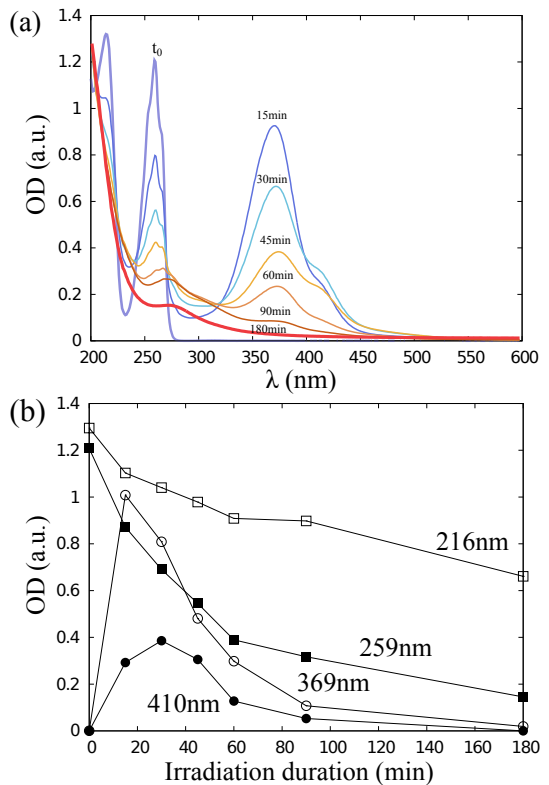 (a)
1.4
1.2
1
0.8
0.6
0.4
0.2
0
OD (a.u.)
t0
15min
30min
45min
60min
90min
180min
200 250 300 350 400 450 500 550 600
λ (nm)
(b)
1.4
1.2
1
0.8
0.6
0.4
0.2
0
OD (a.u.)
216nm
259nm
369nm
410nm
0 20 40 60 80 100 120 140 160 180
Irradiation duration (min)